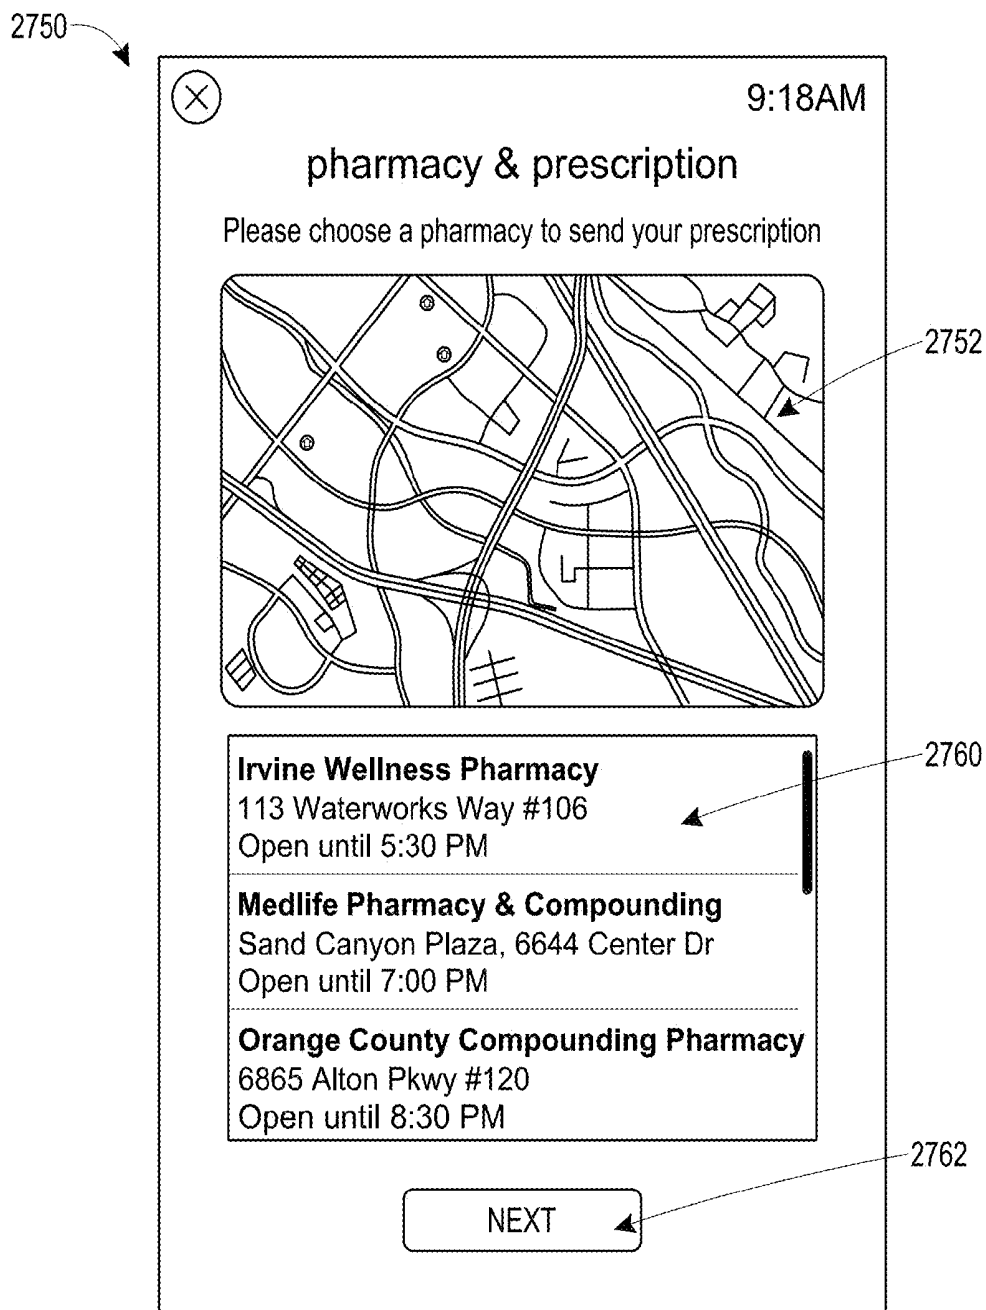 2750
9:18AM
pharmacy & prescription
Please choose a pharmacy to send your prescription
2752
Irvine Wellness Pharmacy
113 Waterworks Way #106
Open until 5:30 PM
2760
Medlife Pharmacy & Compounding
Sand Canyon Plaza, 6644 Center Dr
Open until 7:00 PM
Orange County Compounding Pharmacy
6865 Alton Pkwy #120
Open until 8:30 PM
2762
NEXT